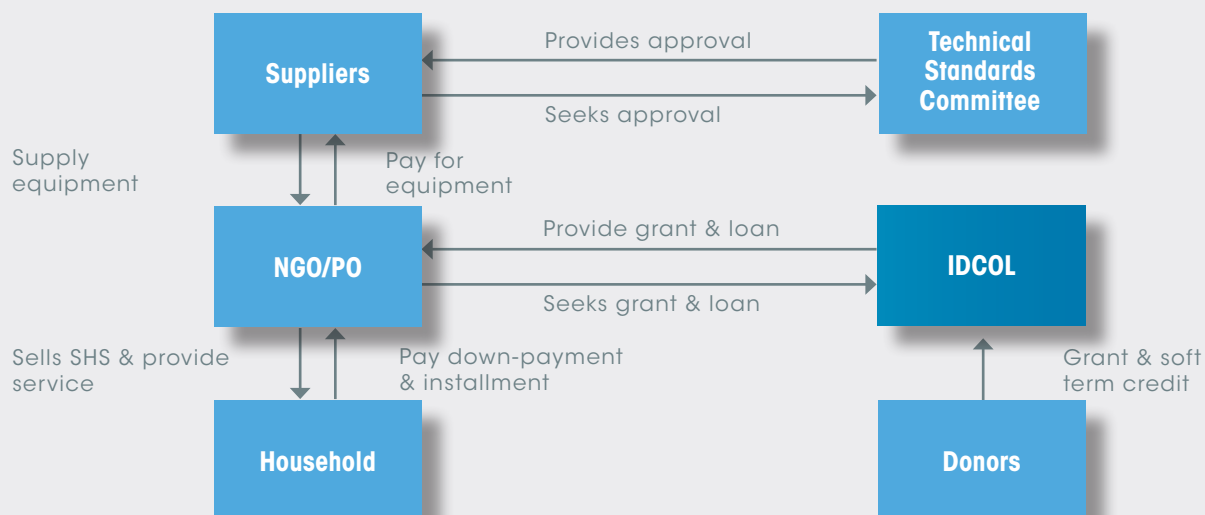 Suppliers
Provides approval
Seeks approval
Technical
Standards
Committee
Supply
equipment
Pay for
equipment
NGO/PO
Provide grant & loan
Seeks grant & loan
IDCOL
Sells SHS & provide
service
Pay down-payment
& installment
Grant & soft
term credit
Household
Donors